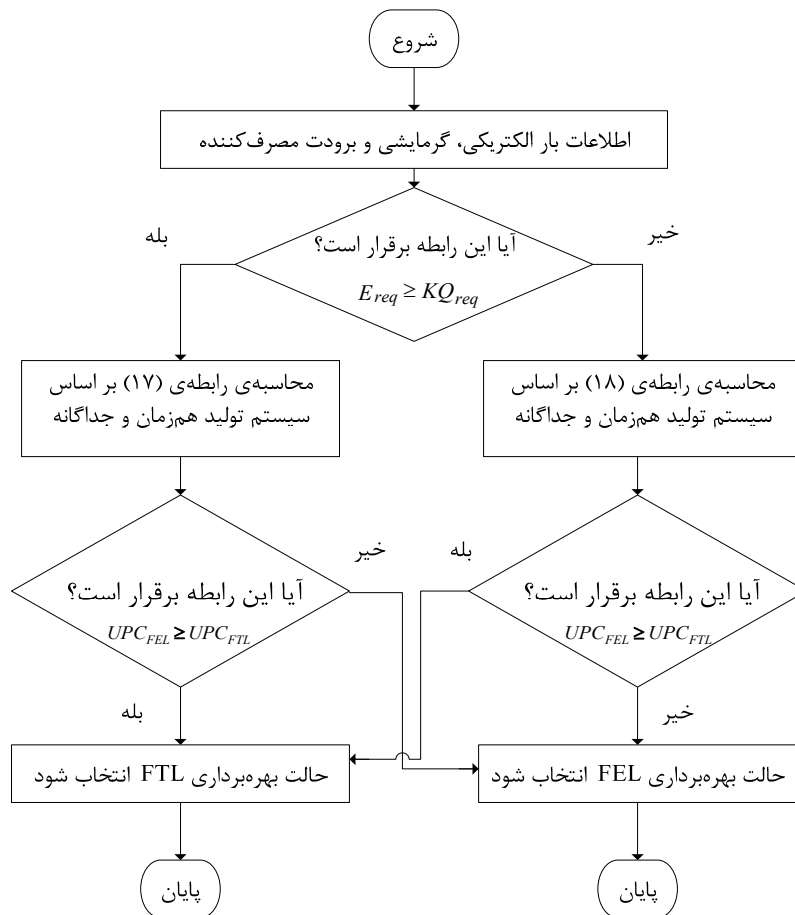 شروع
اطلاعات بار الکتریکی، گرمایشی و برودت مصرف‌کننده
خیر
بله
آیا این رابطه برقرار است؟
E_req ≥ KQ_req
محاسبه‌ی رابطه‌ی (۱۸) بر اساس
سیستم تولید هم‌زمان و جداگانه
محاسبه‌ی رابطه‌ی (۱۷) بر اساس
سیستم تولید هم‌زمان و جداگانه
بله
خیر
آیا این رابطه برقرار است؟
UPC_FEL ≥ UPC_FTL
آیا این رابطه برقرار است؟
UPC_FEL ≥ UPC_FTL
خیر
بله
حالت بهره‌برداری FEL انتخاب شود
حالت بهره‌برداری FTL انتخاب شود
پایان
پایان